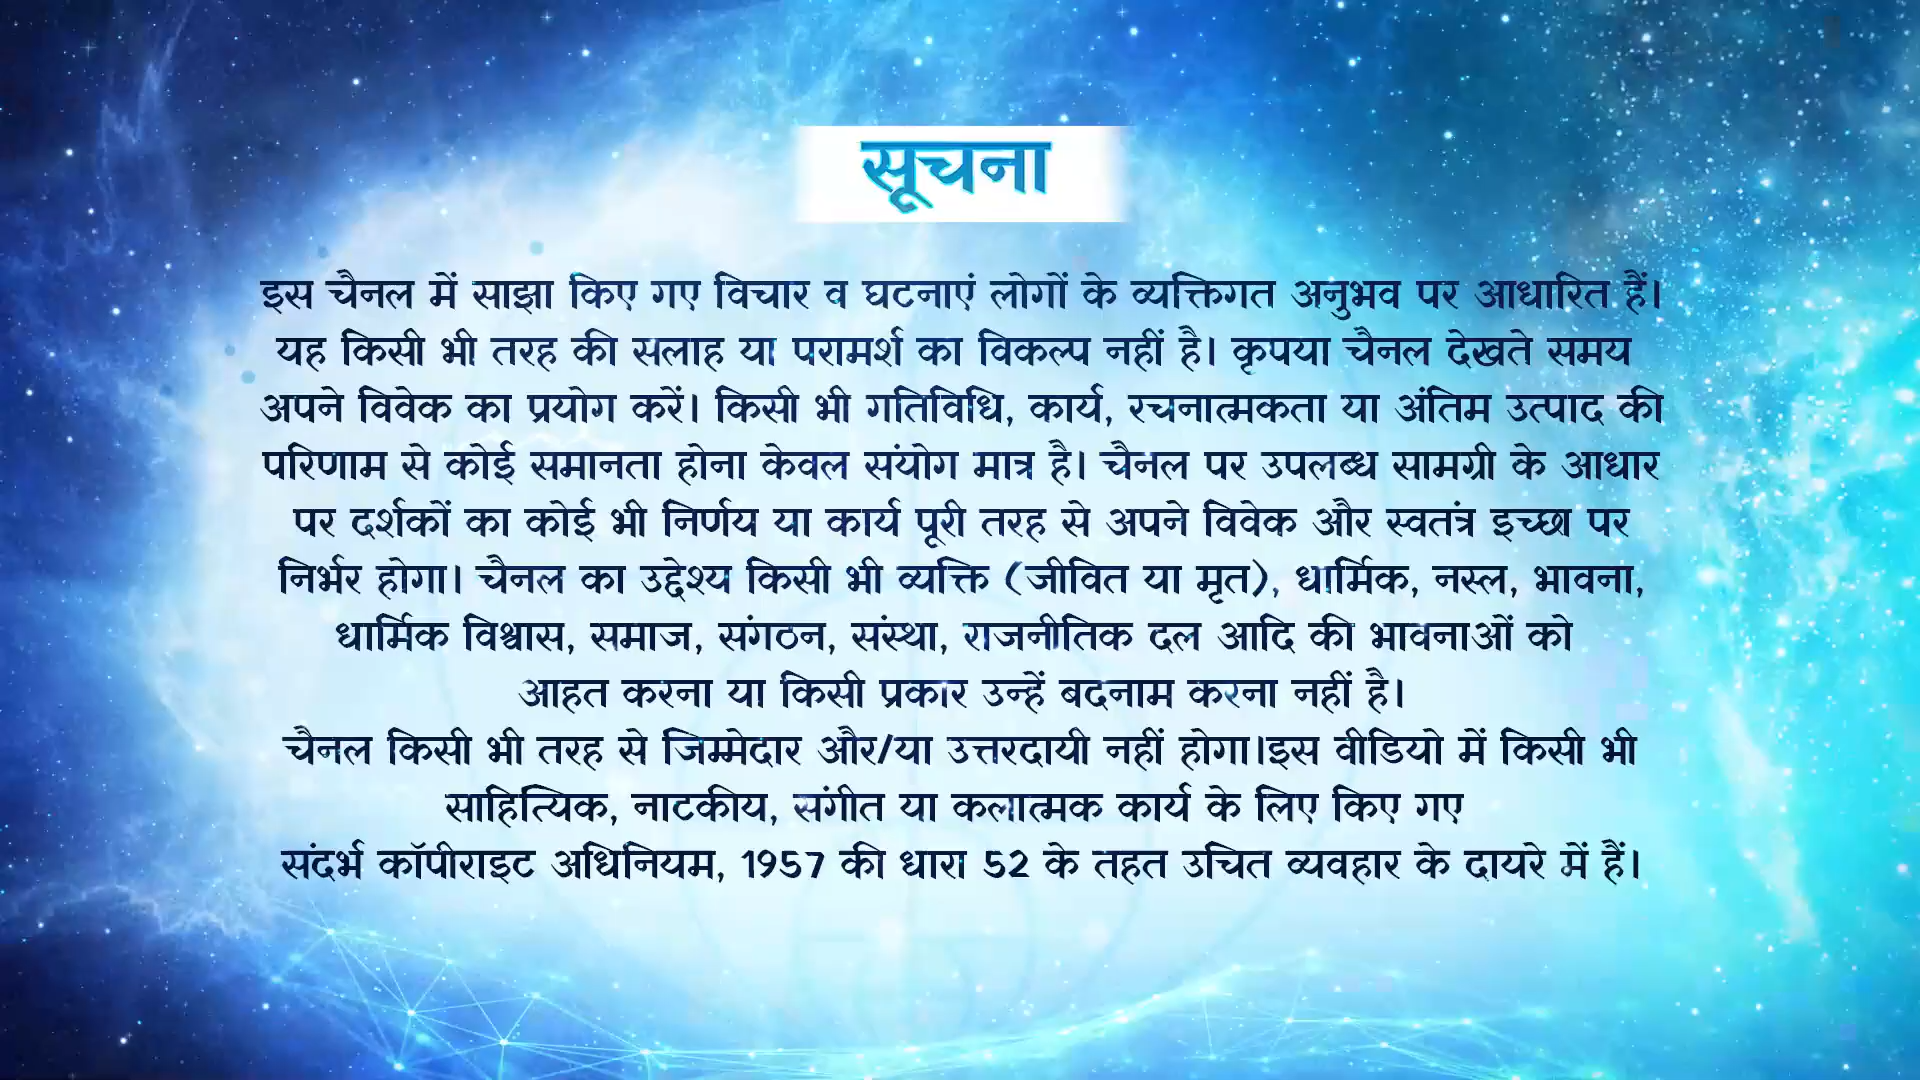 सूचना
इस चैनल में साझा किए गए विचार व घटनाएं लोगों के व्यक्तिगत अनुभव पर आधारित हैं।
यह किसी भी तरह की सलाह या परामर्श का विकल्प नहीं है। कृपया चैनल देखते समय
अपने विवेक का प्रयोग करें। किसी भी गतिविधि, कार्य, रचनात्मकता या अंतिम उत्पाद की
परिणाम से कोई समानता होना केवल संयोग मात्र है। चैनल पर उपलब्ध सामग्री के आधार
पर दर्शकों का कोई भी निर्णय या कार्य पूरी तरह से अपने विवेक और स्वतंत्र इच्छा पर
निर्भर होगा। चैनल का उद्देश्य किसी भी व्यक्ति (जीवित या मृत), धार्मिक, नस्ल, भावना,
धार्मिक विश्वास, समाज, संगठन, संस्था, राजनीतिक दल आदि की भावनाओं को
आहत करना या किसी प्रकार उन्हें बदनाम करना नहीं है।
चैनल किसी भी तरह से जिम्मेदार और/या उत्तरदायी नहीं होगा।इस वीडियो में किसी भी
साहित्यिक, नाटकीय, संगीत या कलात्मक कार्य के लिए किए गए
संदर्भ कॉपीराइट अधिनियम, 1957 की धारा 52 के तहत उचित व्यवहार के दायरे में हैं।